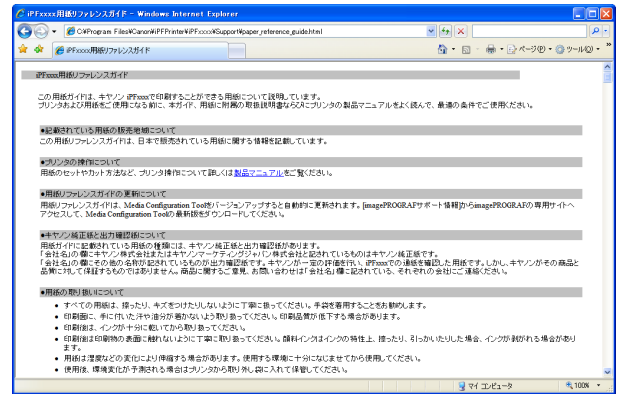 iPFxxxx用紙リファレンスガイド - Windows Internet Explorer
C:¥Program Files¥Canon¥iPFPrinter¥iPFxxxx¥Support¥paper_reference_guide.html
iPFxxxx用紙リファレンスガイド
ページ(P)
ツール(O)
iPFxxxx用紙リファレンスガイド
この用紙ガイドは、キヤノン iPFxxxxで印刷することができる用紙について説明しています。
プリンタおよび用紙をご使用になる前に、本ガイド、用紙に附属の取扱説明書ならびにプリンタの製品マニュアルをよく読んで、最適の条件でご使用ください。
●記載されている用紙の販売地域について
この用紙リファレンスガイドは、日本で販売されている用紙に関する情報を記載しています。
●プリンタの操作について
用紙のセットやカット方法など、プリンタ操作について詳しくは製品マニュアルをご覧ください。
●用紙リファレンスガイドの更新について
用紙リファレンスガイドは、Media Configuration Toolをバージョンアップすると自動的に更新されます。[imagePROGRAFサポート情報]からimagePROGRAFの専用サイトへ
アクセスして、Media Configuration Toolの最新版をダウンロードしてください。
●キヤノン純正紙と出力確認紙について
用紙ガイドに記載されている用紙の種類には、キヤノン純正紙と出力確認紙があります。
「会社名」の欄にキヤノン株式会社またはキヤノンマーケティングジャパン株式会社と記されているものはキヤノン純正紙です。
「会社名」の欄にその他の名称が記されているものが出力確認紙です。キヤノンが一定の評価を行い、iPFxxxxでの通紙を確認した用紙です。しかし、キヤノンがその商品と
品質に対して保証するものではありません。商品に関するご意見、お問い合わせは「会社名」欄に記されている、それぞれの会社にご連絡ください。
●用紙の取り扱いについて
• すべての用紙は、擦ったり、キズをつけたりしないように丁寧に扱ってください。手袋を着用することをお勧めします。
• 印刷面に、手に付いた汗や油分が着かないよう取り扱ってください。印刷品質が低下する場合があります。
• 印刷後は、インクが十分に乾いてから取り扱ってください。
• 印刷後は印刷物の表面に触れないように丁寧に取り扱ってください。顔料インクはインクの特性上、擦ったり、引っかいたりした場合、インクが剥がれる場合があり
ます。
• 用紙は湿度などの変化により伸縮する場合があります。使用する環境に十分になじませてから使用してください。
• 使用後、環境変化が予測される場合はプリンタから取り外し袋に入れて保管してください。
マイ コンピュータ
100%